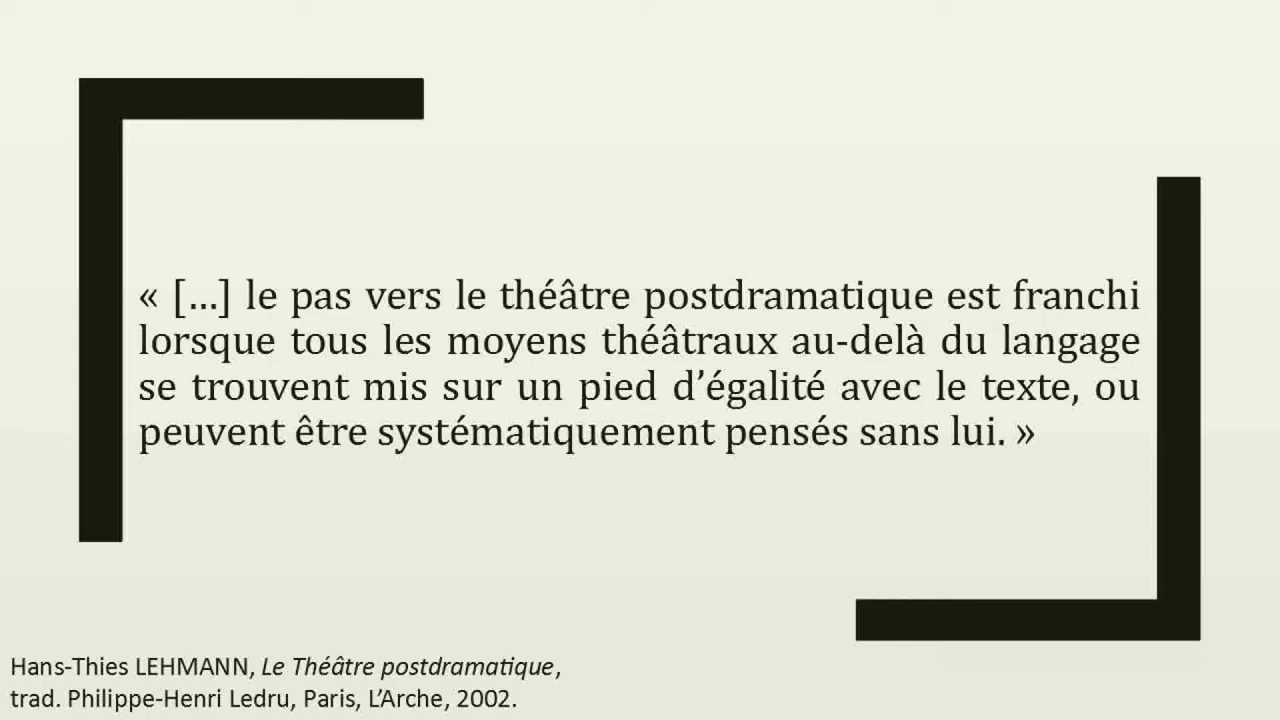 « [...] le pas vers le théâtre postdramatique est franchi
lorsque tous les moyens théâtraux au-delà du langage
se trouvent mis sur un pied d’égalité avec le texte, ou
peuvent être systématiquement pensés sans lui. »
Hans-Thies LEHMANN, Le Théâtre postdramatique,
trad. Philippe-Henri Ledru, Paris, L’Arche, 2002.